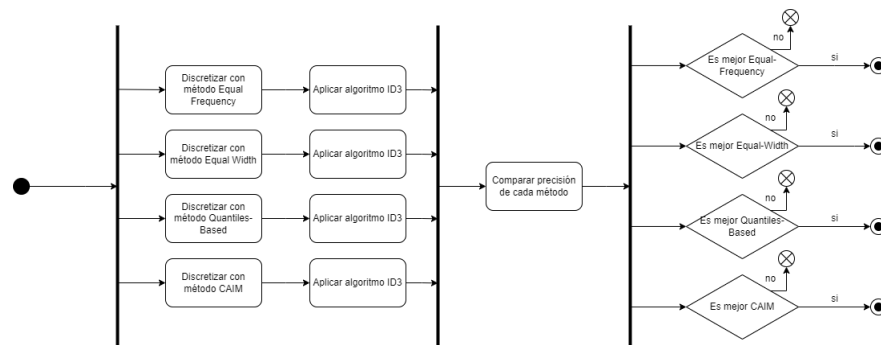 Discretizar con
método Equal
Frequency
Aplicar algoritmo ID3
Discretizar con
método Equal Width
Aplicar algoritmo ID3
Discretizar con
método Quantiles-
Based
Aplicar algoritmo ID3
Discretizar con
método CAIM
Aplicar algoritmo ID3
Comparar precisión
de cada método
Es mejor Equal-
Frequency
no
si
Es mejor Equal-Width
no
si
Es mejor Quantiles-
Based
no
si
Es mejor CAIM
no
si